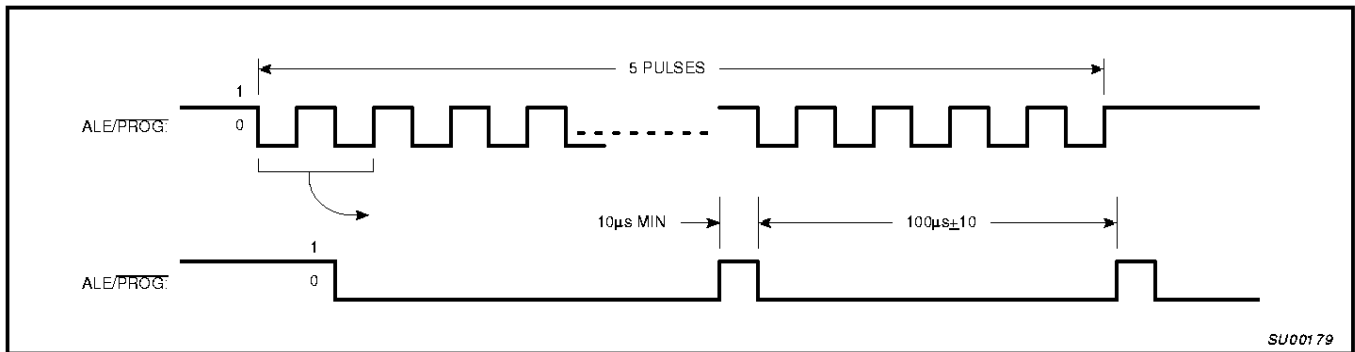 5 PULSES
1
ALE/PROG:
0
10µs MIN
100µs±10
1
ALE/PROG:
0
SU00179